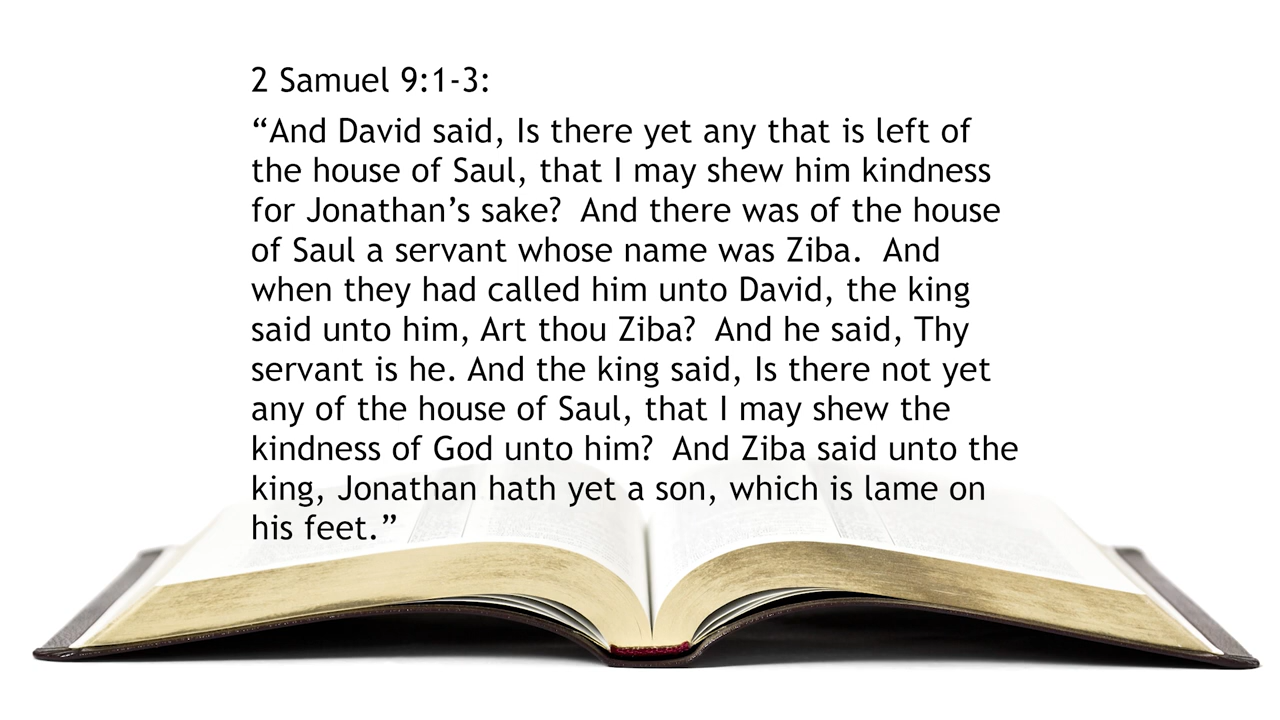 2 Samuel 9:1-3:
“And David said, Is there yet any that is left of
the house of Saul, that I may shew him kindness
for Jonathan’s sake?  And there was of the house
of Saul a servant whose name was Ziba.  And
when they had called him unto David, the king
said unto him, Art thou Ziba?  And he said, Thy
servant is he. And the king said, Is there not yet
any of the house of Saul, that I may shew the
kindness of God unto him?  And Ziba said unto the
king, Jonathan hath yet a son, which is lame on
his feet.”